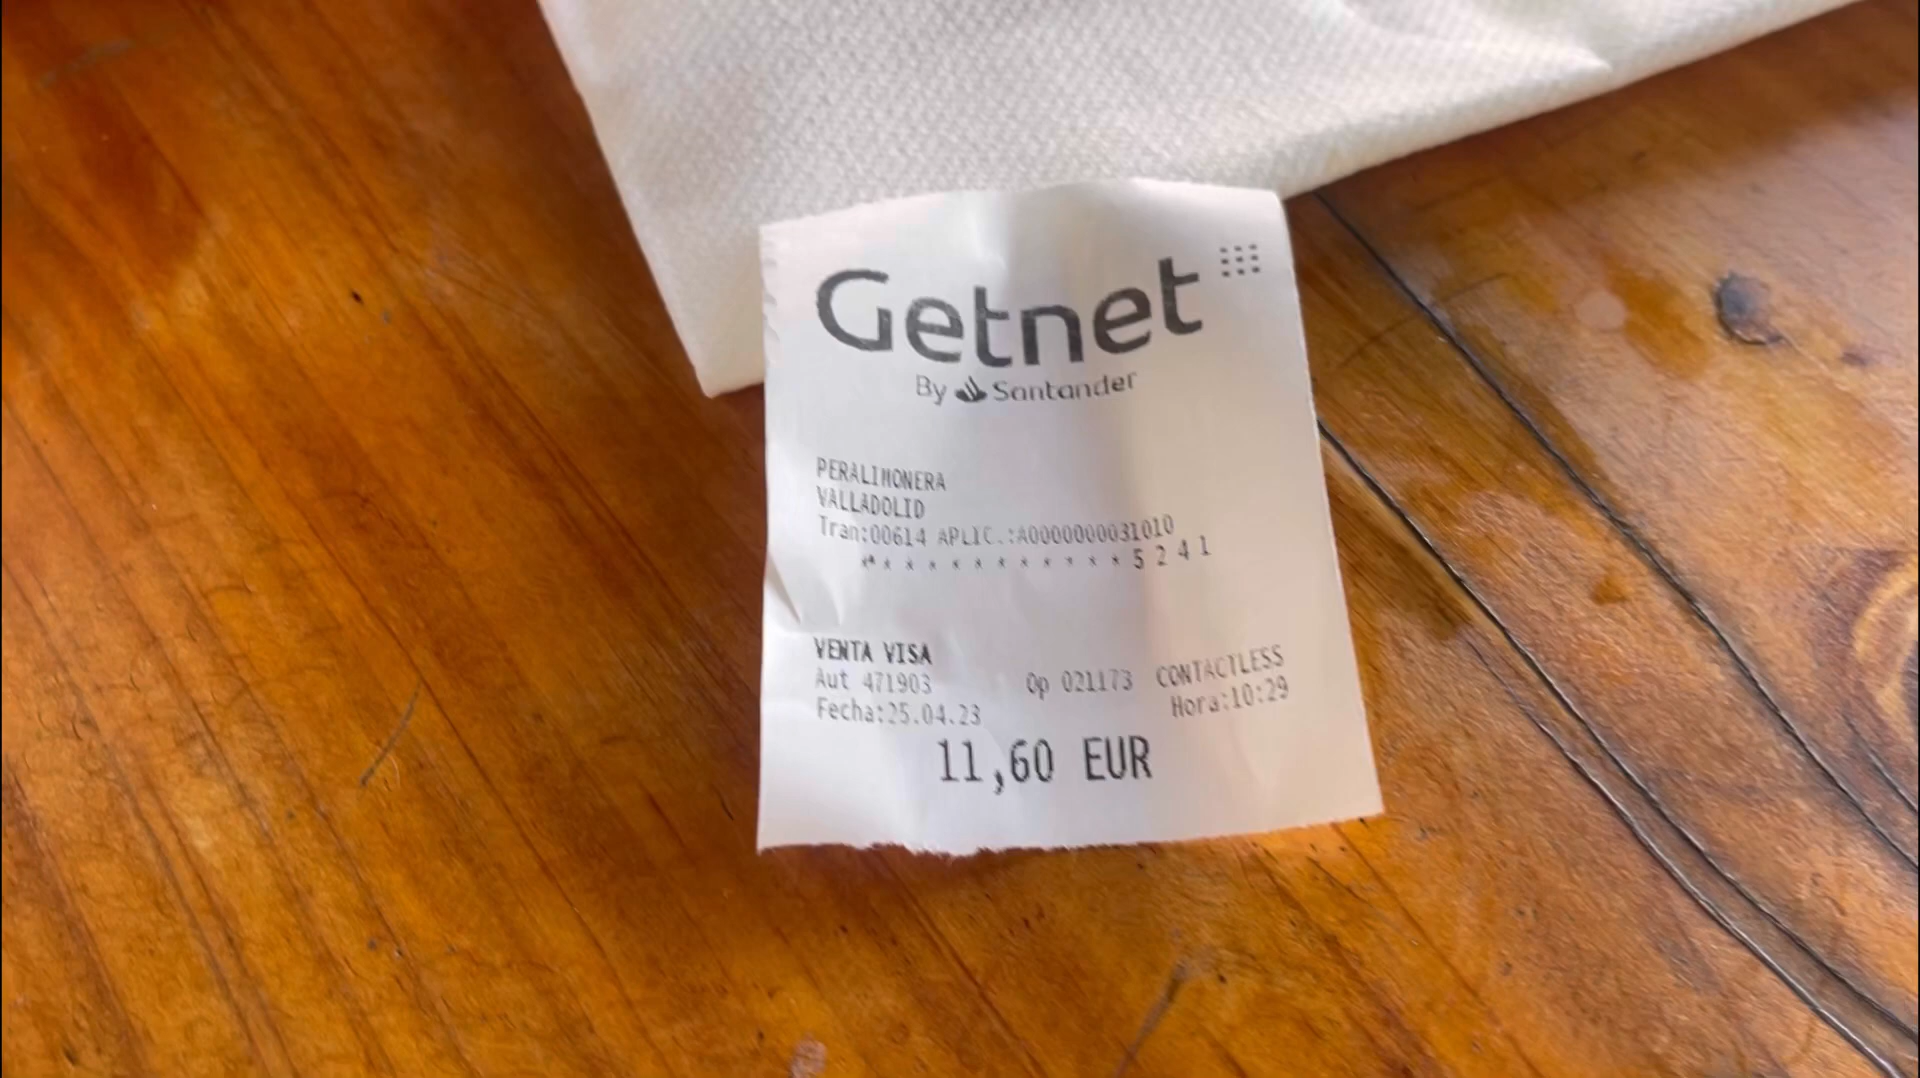 Getnet
By Santander
PERALIMONERA
VALLADOLID
Tran:00614 APLIC.:A0000000031010
************5241
VENTA VISA
Aut 471903 Op 021173 CONTACTLESS
Fecha:25.04.23 Hora:10:29
11,60 EUR